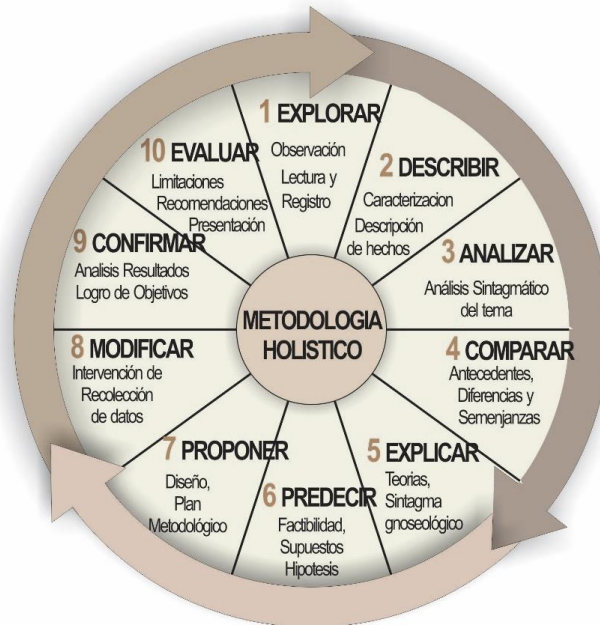 1 EXPLORAR
Observación
Lectura y
Registro
2 DESCRIBIR
Caracterizacion
Descripción
de hechos
3 ANALIZAR
Análisis Sintagmático
del tema
4 COMPARAR
Antecedentes,
Diferencias y
Semenjanzas
5 EXPLICAR
Teorias,
Sintagma
gnoseológico
6 PREDECIR
Factibilidad,
Supuestos
Hipotesis
7 PROPONER
Diseño,
Plan
Metodológico
8 MODIFICAR
Intervención de
Recolección
de datos
9 CONFIRMAR
Analisis Resultados
Logro de Objetivos
10 EVALUAR
Limitaciones
Recomendaciones
Presentación
METODOLOGIA
HOLISTICO